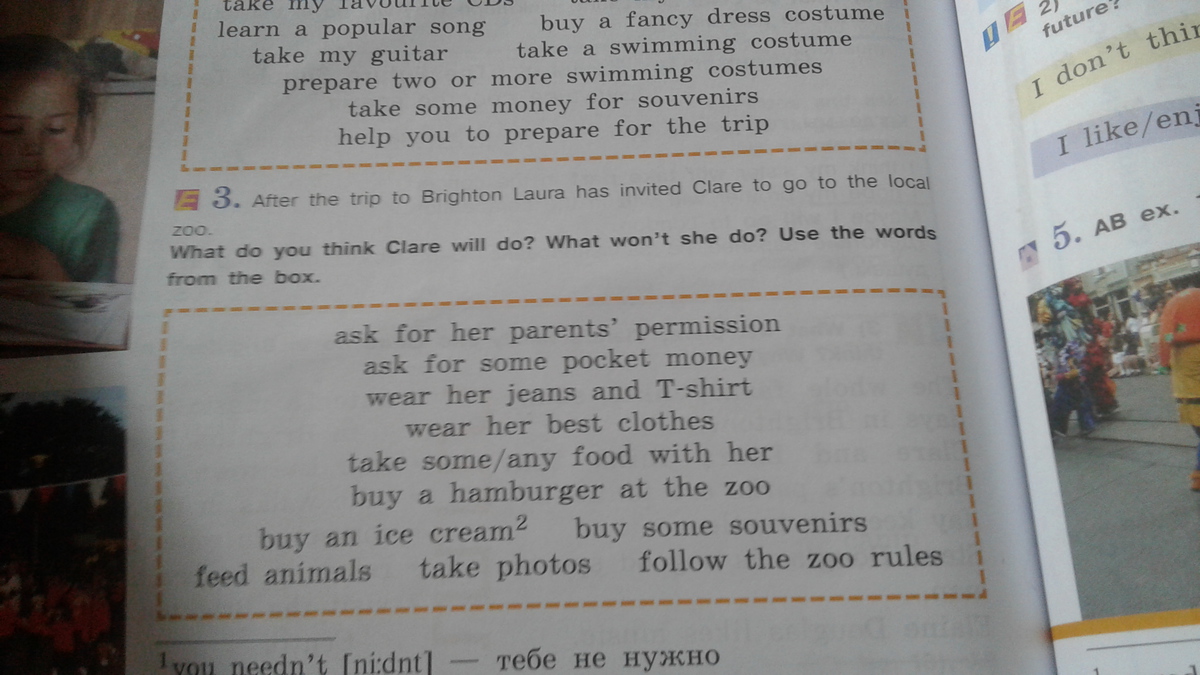 take my favourite CDs
learn a popular song buy a fancy dress costume
take my guitar take a swimming costume
prepare two or more swimming costumes
take some money for souvenirs
help you to prepare for the trip
3. After the trip to Brighton Laura has invited Clare to go to the local
zoo.
What do you think Clare will do? What won't she do? Use the words
from the box.
ask for her parents' permission
ask for some pocket money
wear her jeans and T-shirt
wear her best clothes
take some/any food with her
buy a hamburger at the zoo
buy an ice cream² buy some souvenirs
feed animals take photos follow the zoo rules
¹you needn't [ni:dnt] — тебе не нужно
2)
future?
I don't
I like/
5. AB ex.